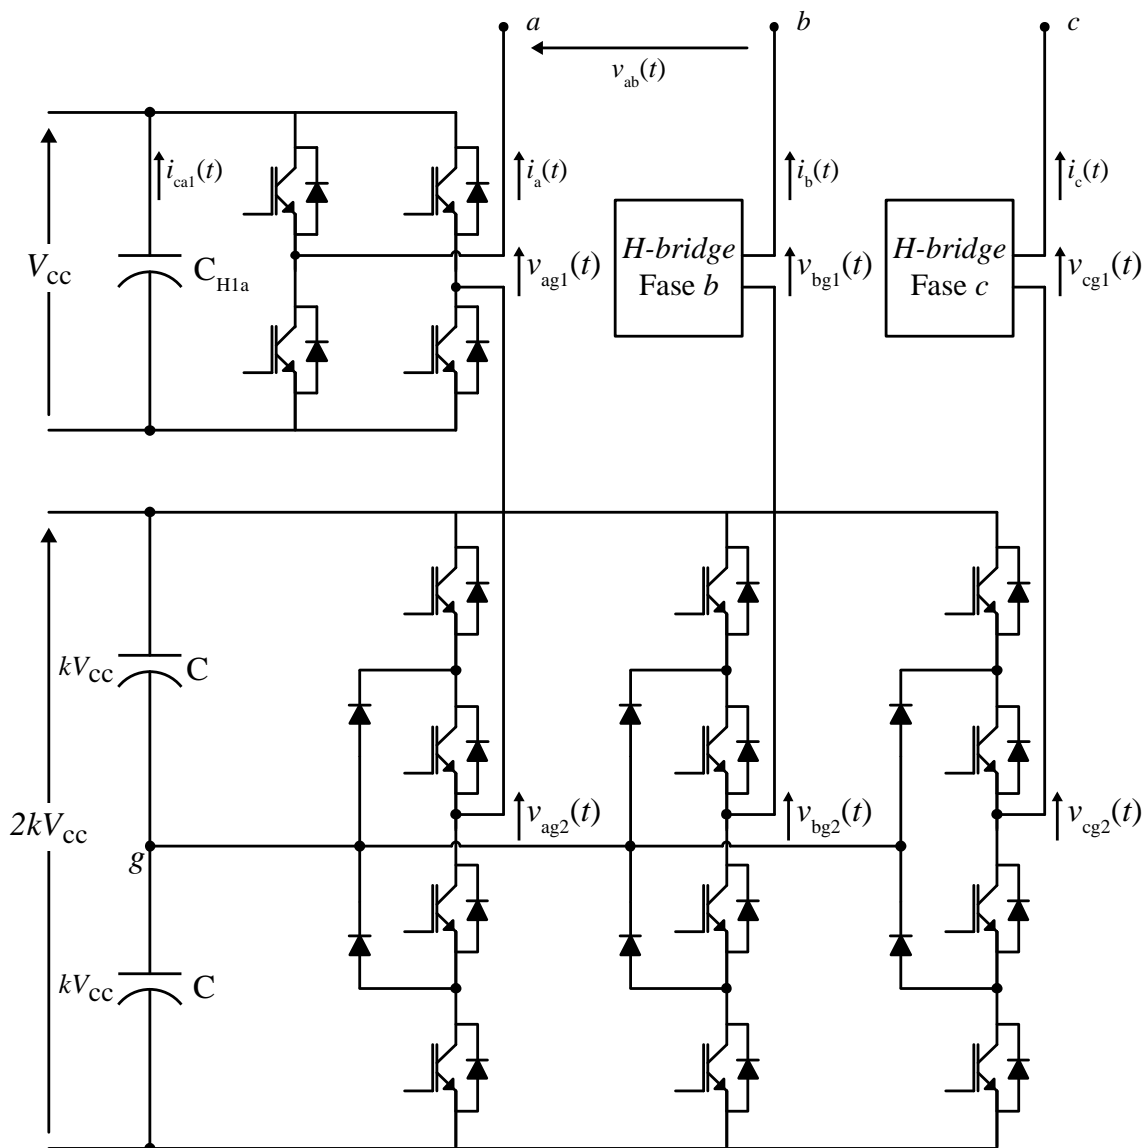 a
b
c
v_ab(t)
i_ca1(t)
i_a(t)
i_b(t)
i_c(t)
V_cc
C_H1a
v_ag1(t)
H-bridge
Fase b
v_bg1(t)
H-bridge
Fase c
v_cg1(t)
kV_cc
C
2kV_cc
v_ag2(t)
v_bg2(t)
v_cg2(t)
g
kV_cc
C